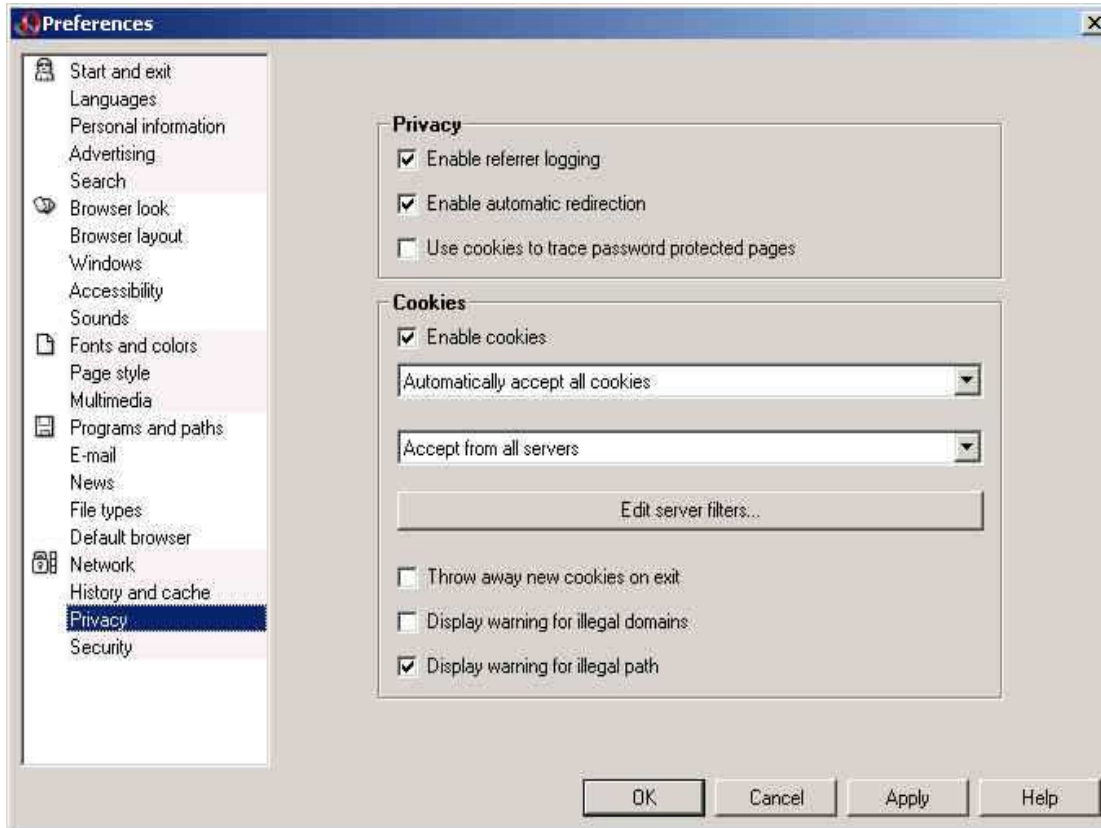 Preferences
Start and exit
Languages
Personal information
Advertising
Search
Browser look
Browser layout
Windows
Accessibility
Sounds
Fonts and colors
Page style
Multimedia
Programs and paths
E-mail
News
File types
Default browser
Network
History and cache
Privacy
Security
Privacy
Enable referrer logging
Enable automatic redirection
Use cookies to trace password protected pages
Cookies
Enable cookies
Automatically accept all cookies
Accept from all servers
Edit server filters...
Throw away new cookies on exit
Display warning for illegal domains
Display warning for illegal path
OK Cancel Apply Help